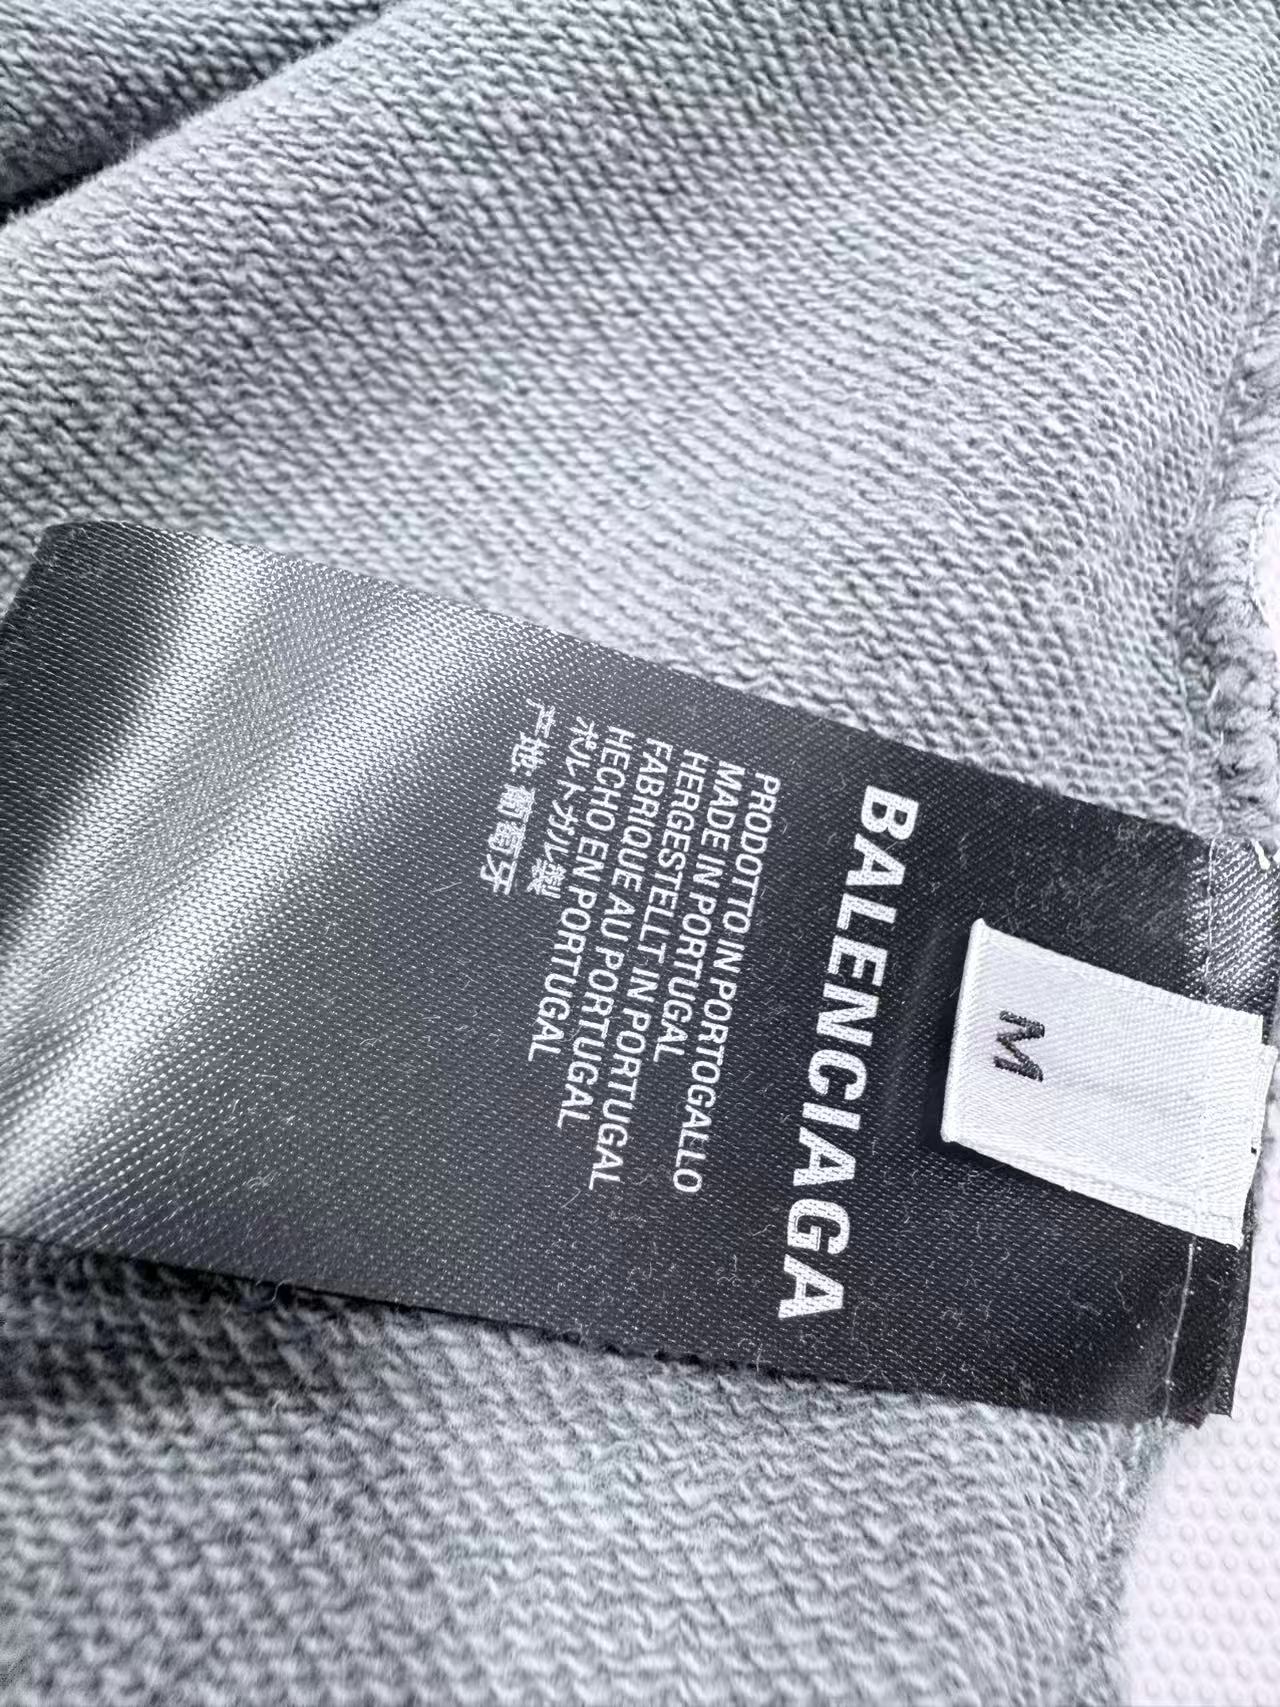 M
BALENCIAGA
PRODOTTO IN PORTOGALLO
MADE IN PORTUGAL
HERGESTELLT IN PORTUGAL
FABRIQUE AU PORTUGAL
HECHO EN PORTUGAL
ポルトガル製
产地:葡萄牙